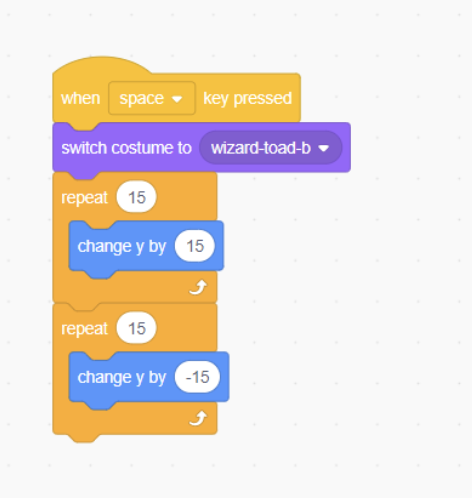 when space key pressed
switch costume to wizard-toad-b
repeat 15
change y by 15
repeat 15
change y by -15